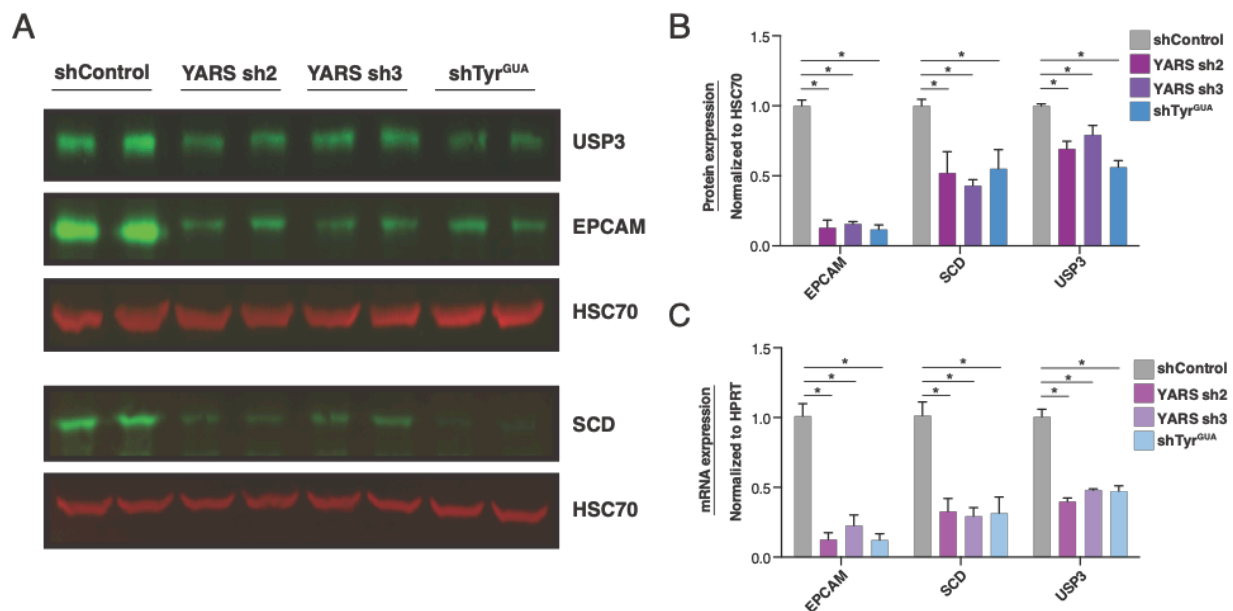 A
shControl YARS sh2 YARS sh3 shTyrGUA
USP3
EPCAM
HSC70
SCD
HSC70
B
Protein exrpression
Normalized to HSC70
1.5
1.0
0.5
0.0
* * * * * * * * *
EPCAM SCD USP3
shControl
YARS sh2
YARS sh3
shTyrGUA
C
mRNA exrpression
Normalized to HPRT
1.5
1.0
0.5
0.0
* * * * * * * * *
EPCAM SCD USP3
shControl
YARS sh2
YARS sh3
shTyrGUA